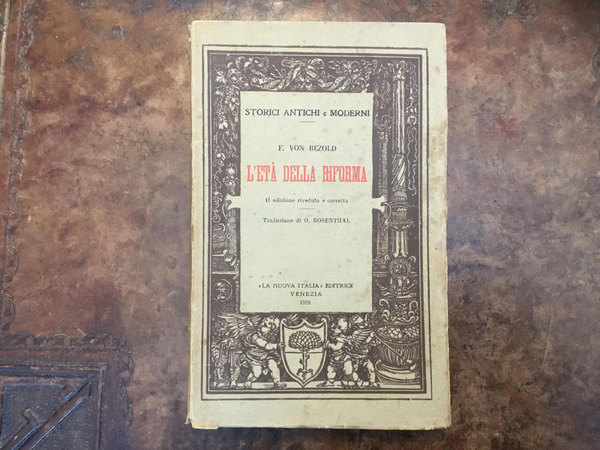 STORICI ANTICHI e MODERNI
F. VON BEZOLD
L'ETÀ DELLA RIFORMA
II edizione riveduta e corretta
Traduzione di O. ROSENTHAL
«LA NUOVA ITALIA» EDITRICE
VENEZIA
1928